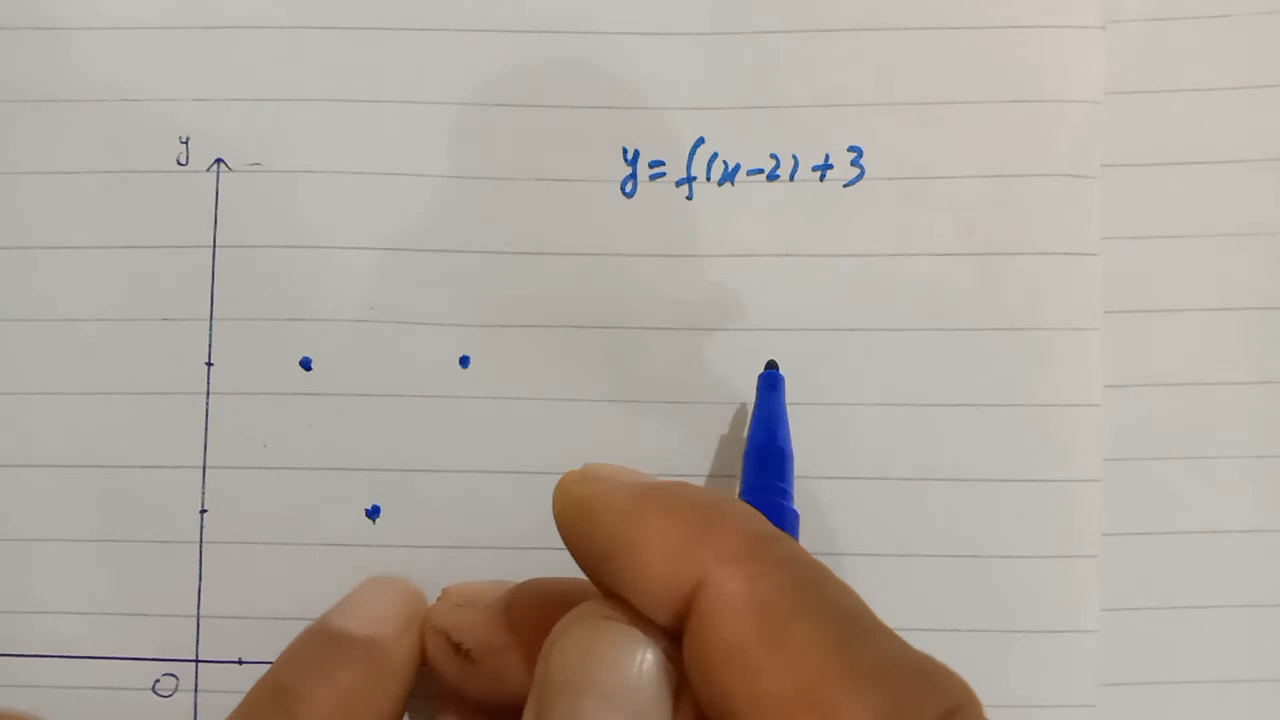 y
y = f(x-2) + 3
O